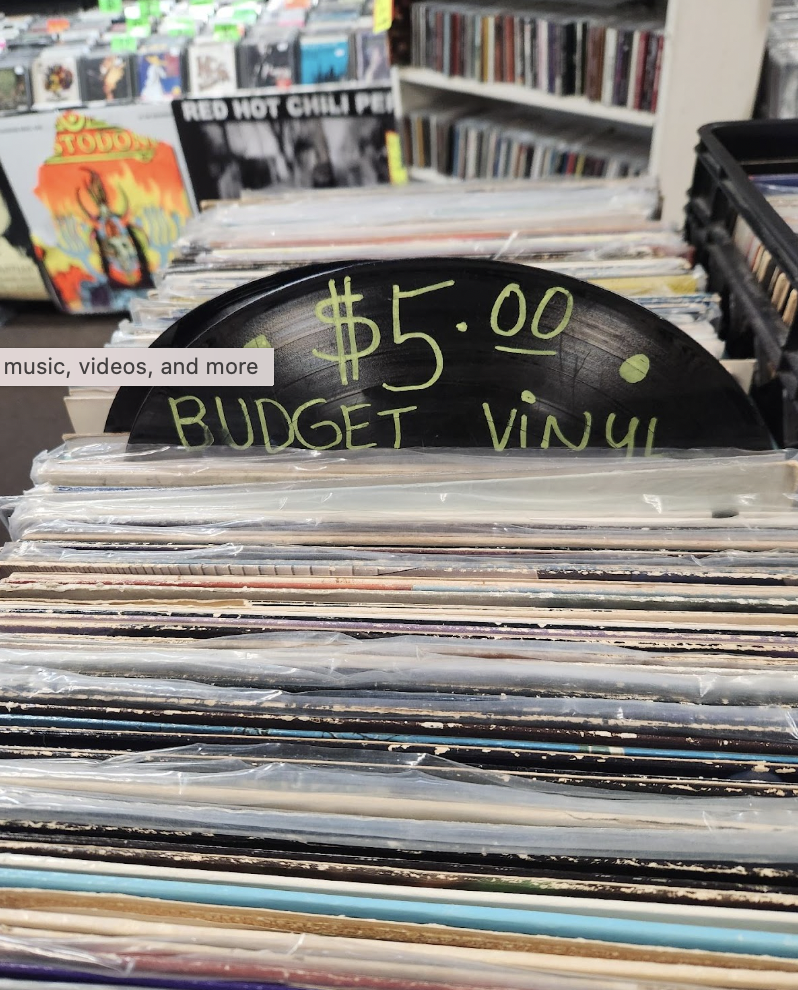 RED HOT CHILI PE
$5.00
music, videos, and more
BUDGET VINYL